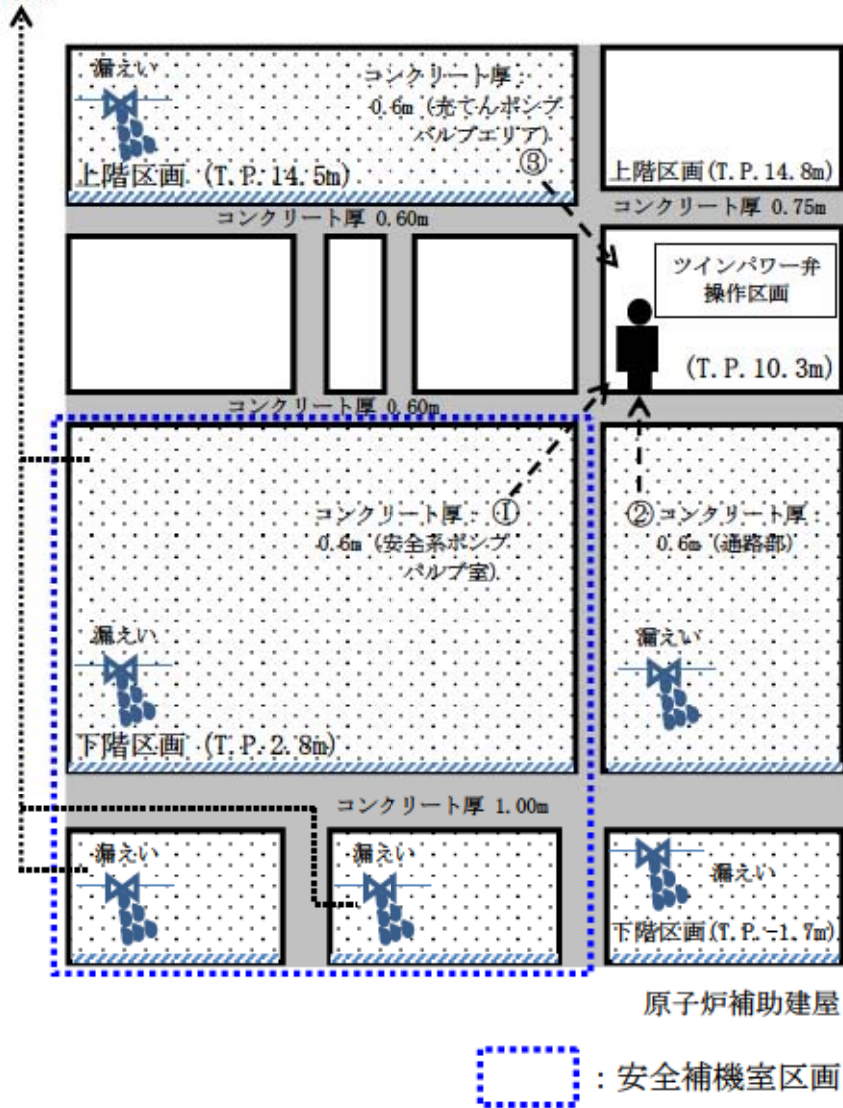 漏えい
コンクリート厚：
0.6m（充てんポンプ
バルブエリア）
③
上階区画（T.P.14.5m）
上階区画（T.P.14.8m）
コンクリート厚 0.60m
コンクリート厚 0.75m
ツインパワー弁
操作区画
（T.P.10.3m）
コンクリート厚 0.60m
コンクリート厚：①
0.6m（安全系ポンプ
バルブ室）
②コンクリート厚：
0.6m（通路部）
漏えい
漏えい
下階区画（T.P.2.8m）
コンクリート厚 1.00m
漏えい
漏えい
漏えい
下階区画（T.P.-1.7m）
原子炉補助建屋
：安全補機室区画